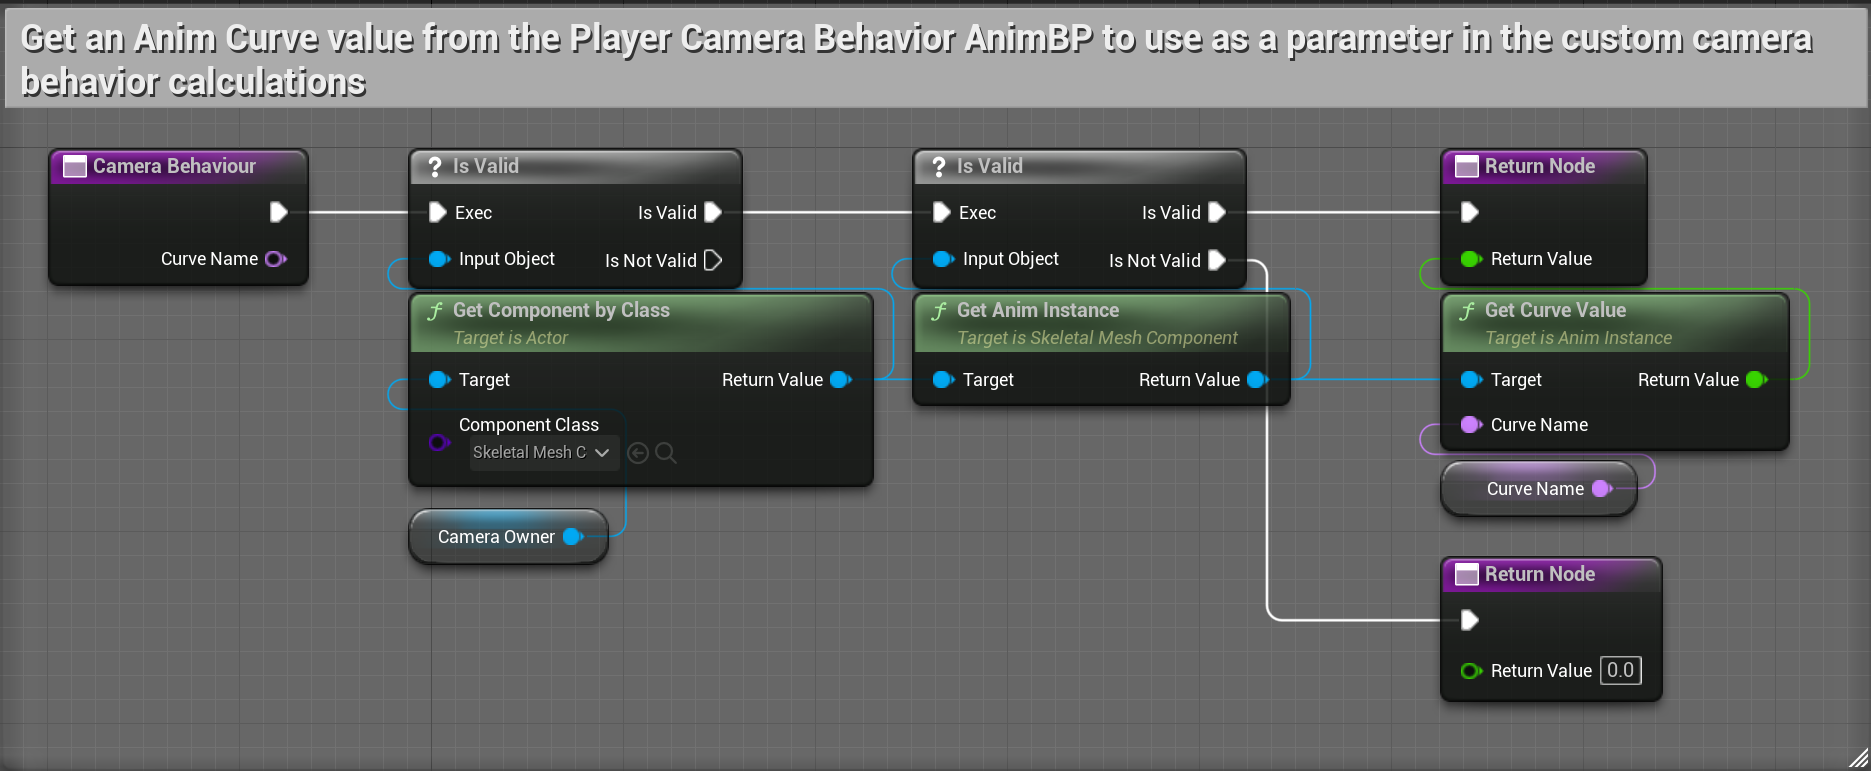 Get an Anim Curve value from the Player Camera Behavior AnimBP to use as a parameter in the custom camera
behavior calculations
Camera Behaviour
Curve Name
? Is Valid
Exec Is Valid
Input Object Is Not Valid
f Get Component by Class
Target is Actor
Target Return Value
Component Class
Skeletal Mesh C
Camera Owner
? Is Valid
Exec Is Valid
Input Object Is Not Valid
f Get Anim Instance
Target is Skeletal Mesh Component
Target Return Value
Return Node
Return Value
f Get Curve Value
Target is Anim Instance
Target Return Value
Curve Name
Curve Name
Return Node
Return Value 0.0